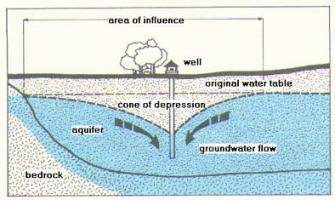 area of influence
well
original water table
cone of depression
aquifer
groundwater flow
bedrock